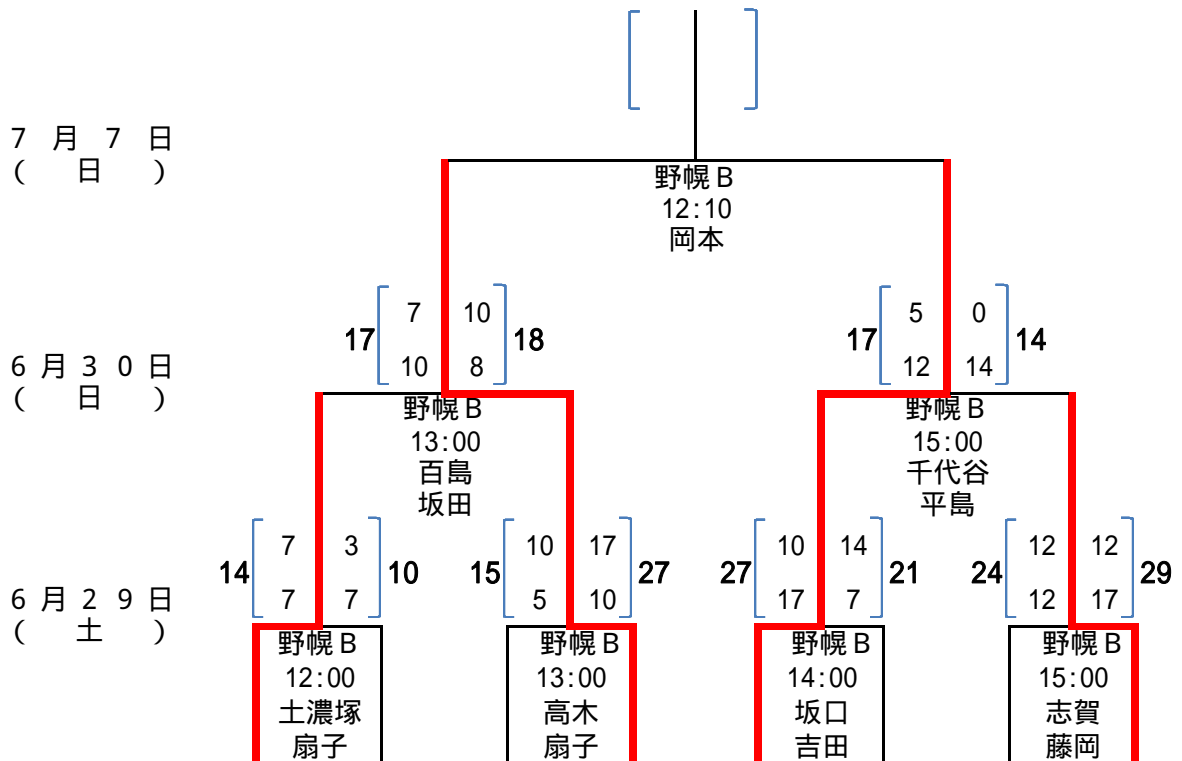 7月7日
(日)
野幌B
12:10
岡本
7 10
17 18
10 8
5 0
17 14
12 14
6月30日
(日)
野幌B
13:00
百島
坂田
野幌B
15:00
千代谷
平島
7 3
14 10
7 7
10 17
15 27
5 10
10 14
27 21
17 7
12 12
24 29
12 17
6月29日
(土)
野幌B
12:00
土濃塚
扇子
野幌B
13:00
高木
扇子
野幌B
14:00
坂口
吉田
野幌B
15:00
志賀
藤岡